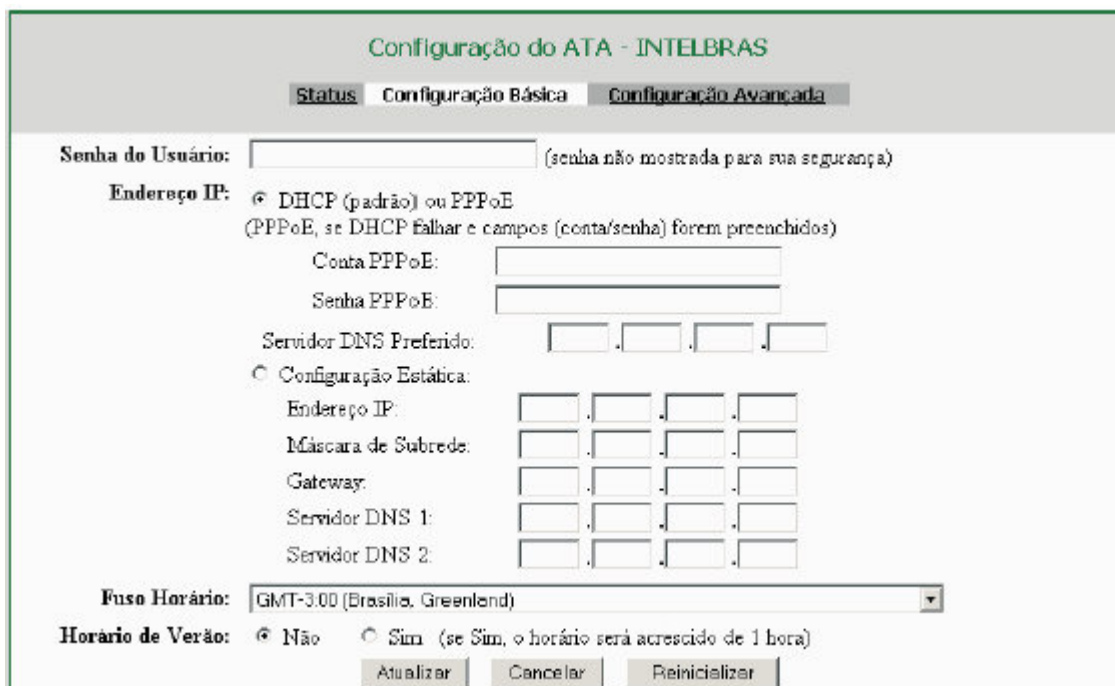 Configuração do ATA - INTELBRAS
Status Configuração Básica Configuração Avançada
Senha do Usuário: (senha não mostrada para sua segurança)
Endereço IP: DHCP (padrão) ou PPPoE
(PPPoE, se DHCP falhar e campos (conta/senha) forem preenchidos)
Conta PPPoE:
Senha PPPoE:
Servidor DNS Preferido: . . .
Configuração Estática:
Endereço IP: . . .
Máscara de Subrede: . . .
Gateway: . . .
Servidor DNS 1: . . .
Servidor DNS 2: . . .
Fuso Horário: GMT-3:00 (Brasília, Greenland)
Horário de Verão: Não Sim (se Sim, o horário será acrescido de 1 hora)
Atualizar Cancelar Reinicializar